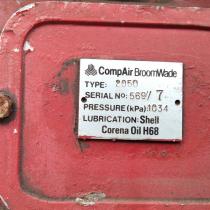 CompAir BroomWade
TYPE: 2050
SERIAL Nº: 569/7
PRESSURE (kPa): 1034
LUBRICATION: Shell
Corena Oil H68